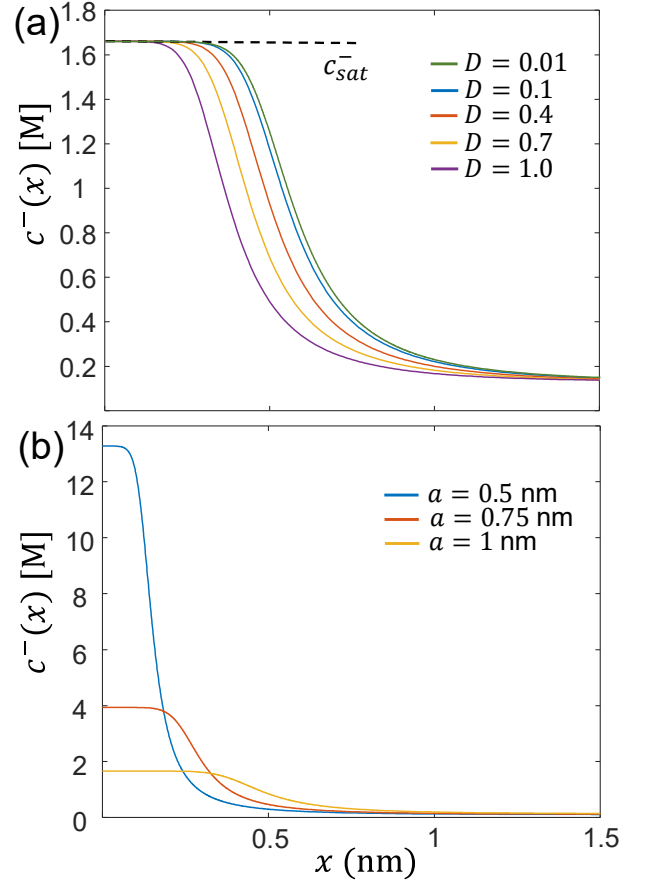 (a)
1.8
1.6
1.4
1.2
1
0.8
0.6
0.4
0.2
c⁻(x) [M]
c⁻sat
D = 0.01
D = 0.1
D = 0.4
D = 0.7
D = 1.0
(b)
14
12
10
8
6
4
2
0
c⁻(x) [M]
a = 0.5 nm
a = 0.75 nm
a = 1 nm
0.5
1
1.5
x (nm)